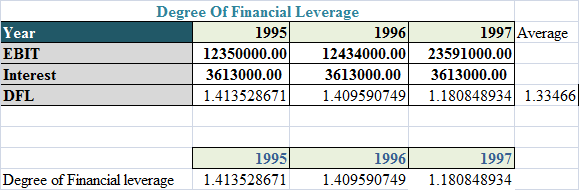 Degree Of Financial Leverage
Year 1995 1996 1997 Average
EBIT 12350000.00 12434000.00 23591000.00
Interest 3613000.00 3613000.00 3613000.00
DFL 1.413528671 1.409590749 1.180848934 1.33466
1995 1996 1997
Degree of Financial leverage 1.413528671 1.409590749 1.180848934